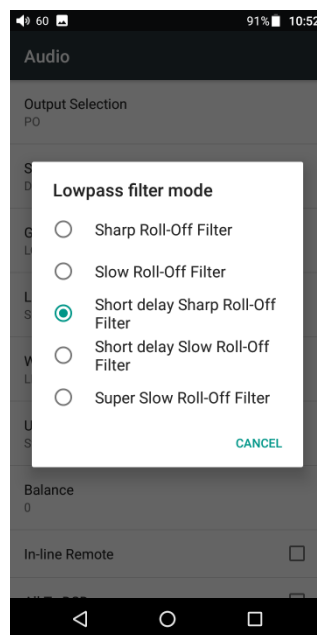 60 91% 10:52
Audio
Output Selection
PO
S
D
Lowpass filter mode
Sharp Roll-Off Filter
G
L
Slow Roll-Off Filter
L
S
Short delay Sharp Roll-Off
Filter
W
L
Short delay Slow Roll-Off
Filter
Super Slow Roll-Off Filter
U
S
CANCEL
Balance
0
In-line Remote